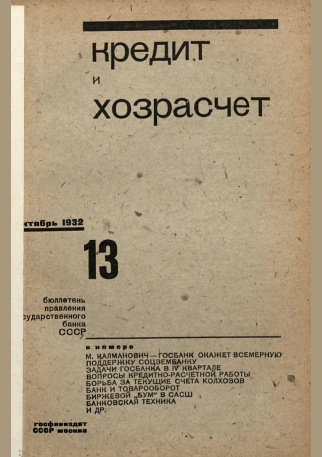 кредит
и
хозрасчет
ктябрь 1932
13
бюллетень
правления
сударственного
банка
СССР
в номере
М. КАЛМАНОВИЧ — ГОСБАНК ОКАЖЕТ ВСЕМЕРНУЮ
ПОДДЕРЖКУ СОЦЗЕМБАНКУ
ЗАДАЧИ ГОСБАНКА В IV КВАРТАЛЕ
ВОПРОСЫ КРЕДИТНО-РАСЧЕТНОЙ РАБОТЫ
БОРЬБА ЗА ТЕКУЩИЕ СЧЕТА КОЛХОЗОВ
БАНК И ТОВАРООБОРОТ
БИРЖЕВОЙ „БУМ" В САСШ
БАНКОВСКАЯ ТЕХНИКА
И ДР.
госфиниздат
СССР москва